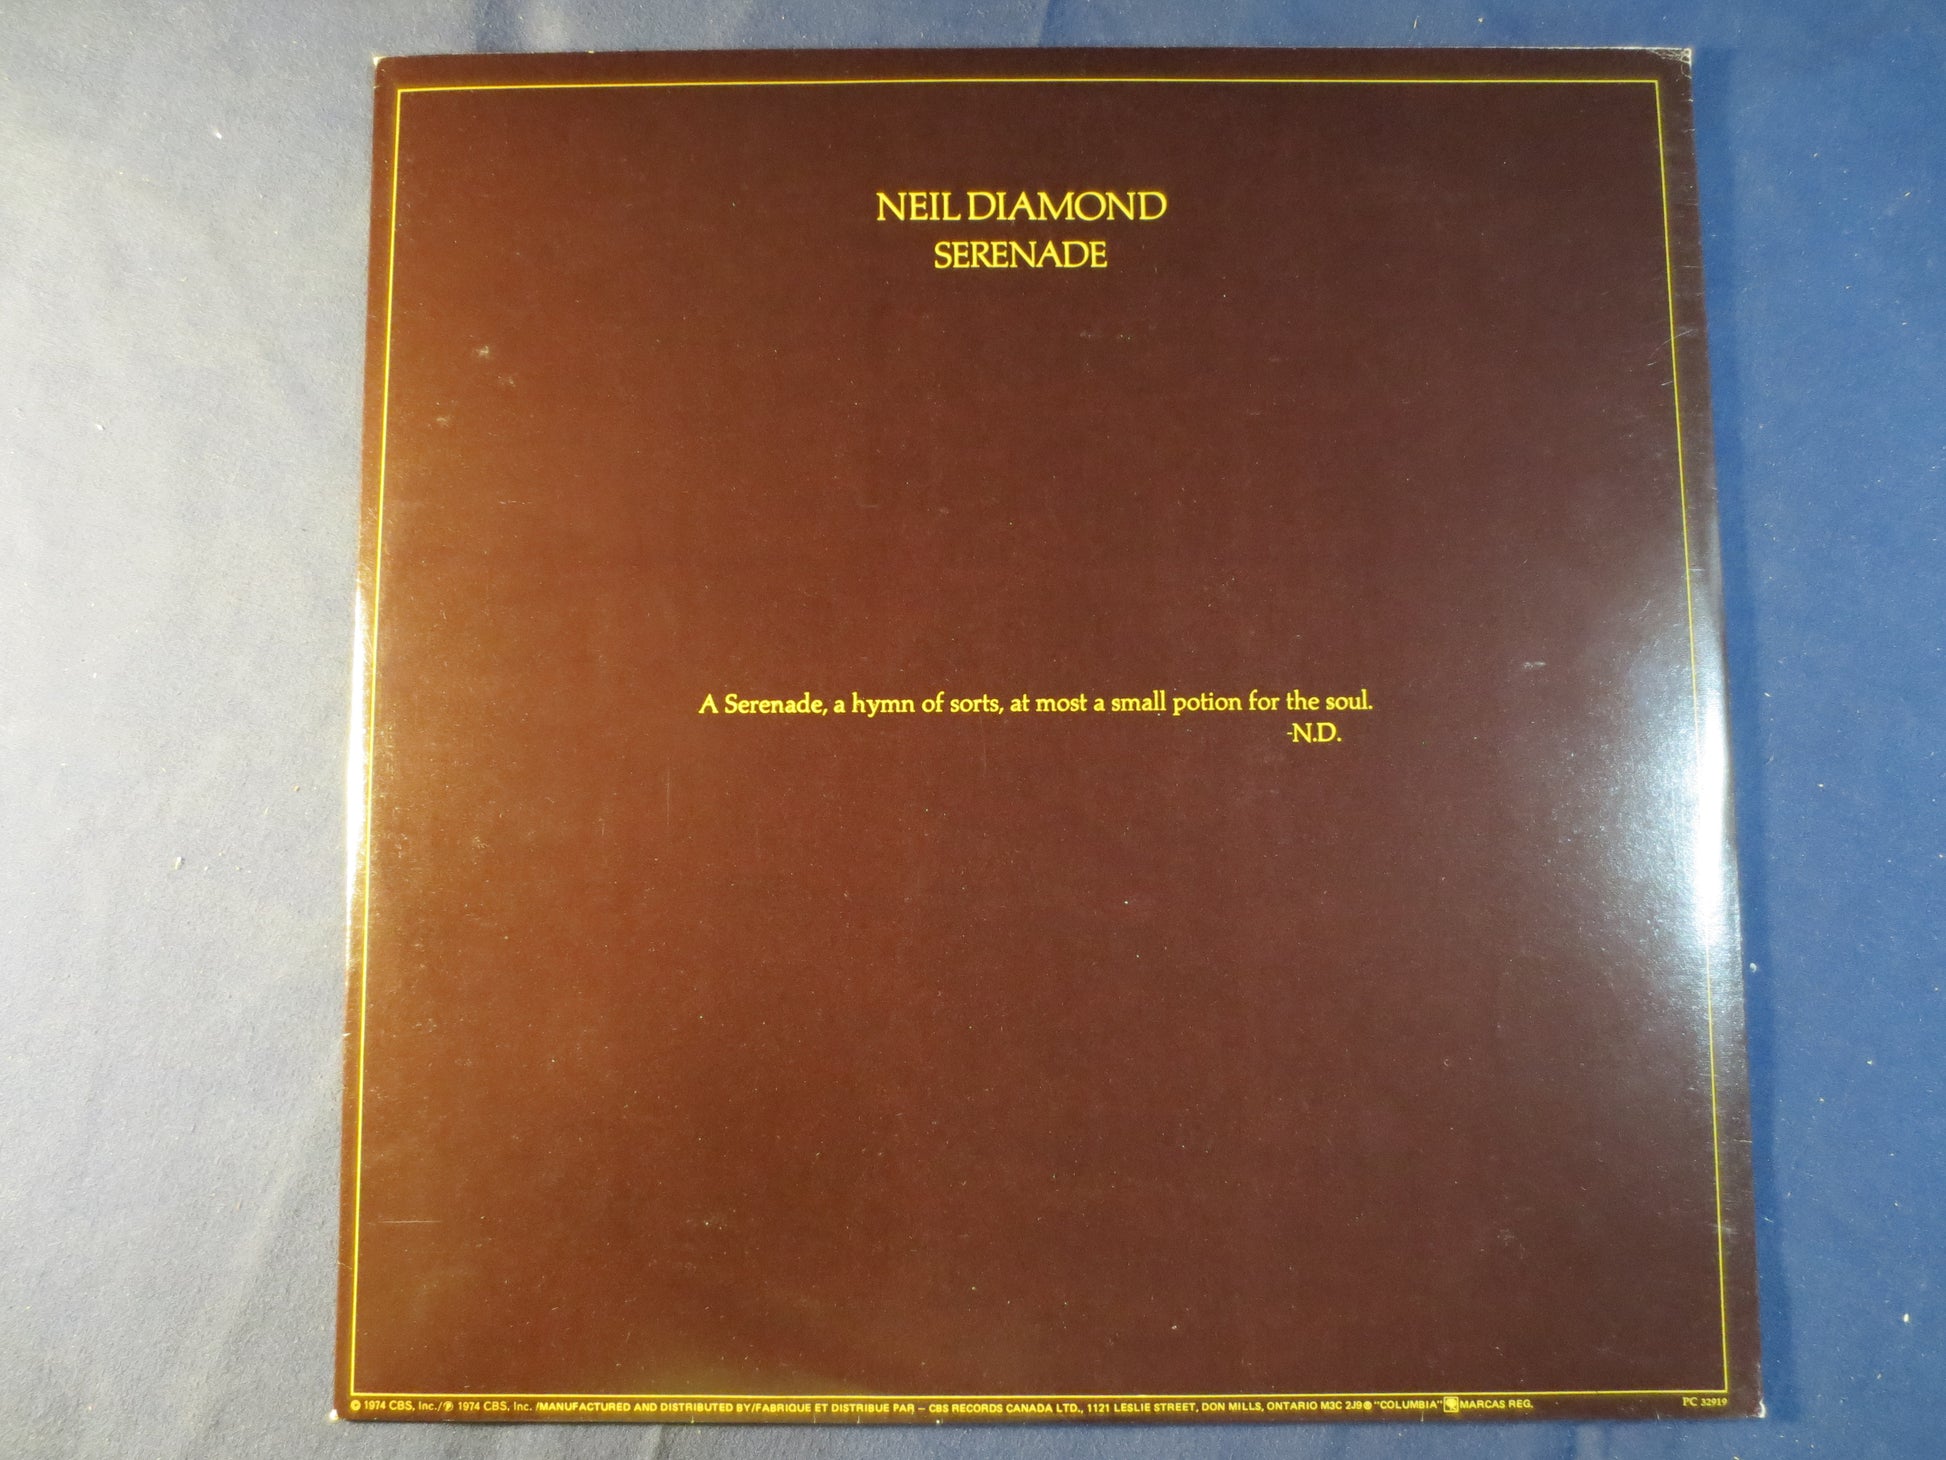 NEIL DIAMOND
SERENADE
A Serenade, a hymn of sorts, at most a small potion for the soul.
-N.D.
© 1974 CBS, Inc./℗ 1974 CBS, Inc. /MANUFACTURED AND DISTRIBUTED BY/FABRIQUE ET DISTRIBUE PAR – CBS RECORDS CANADA LTD., 1121 LESLIE STREET, DON MILLS, ONTARIO M3C 2J9 ® "COLUMBIA" MARCAS REG.
PC 32919